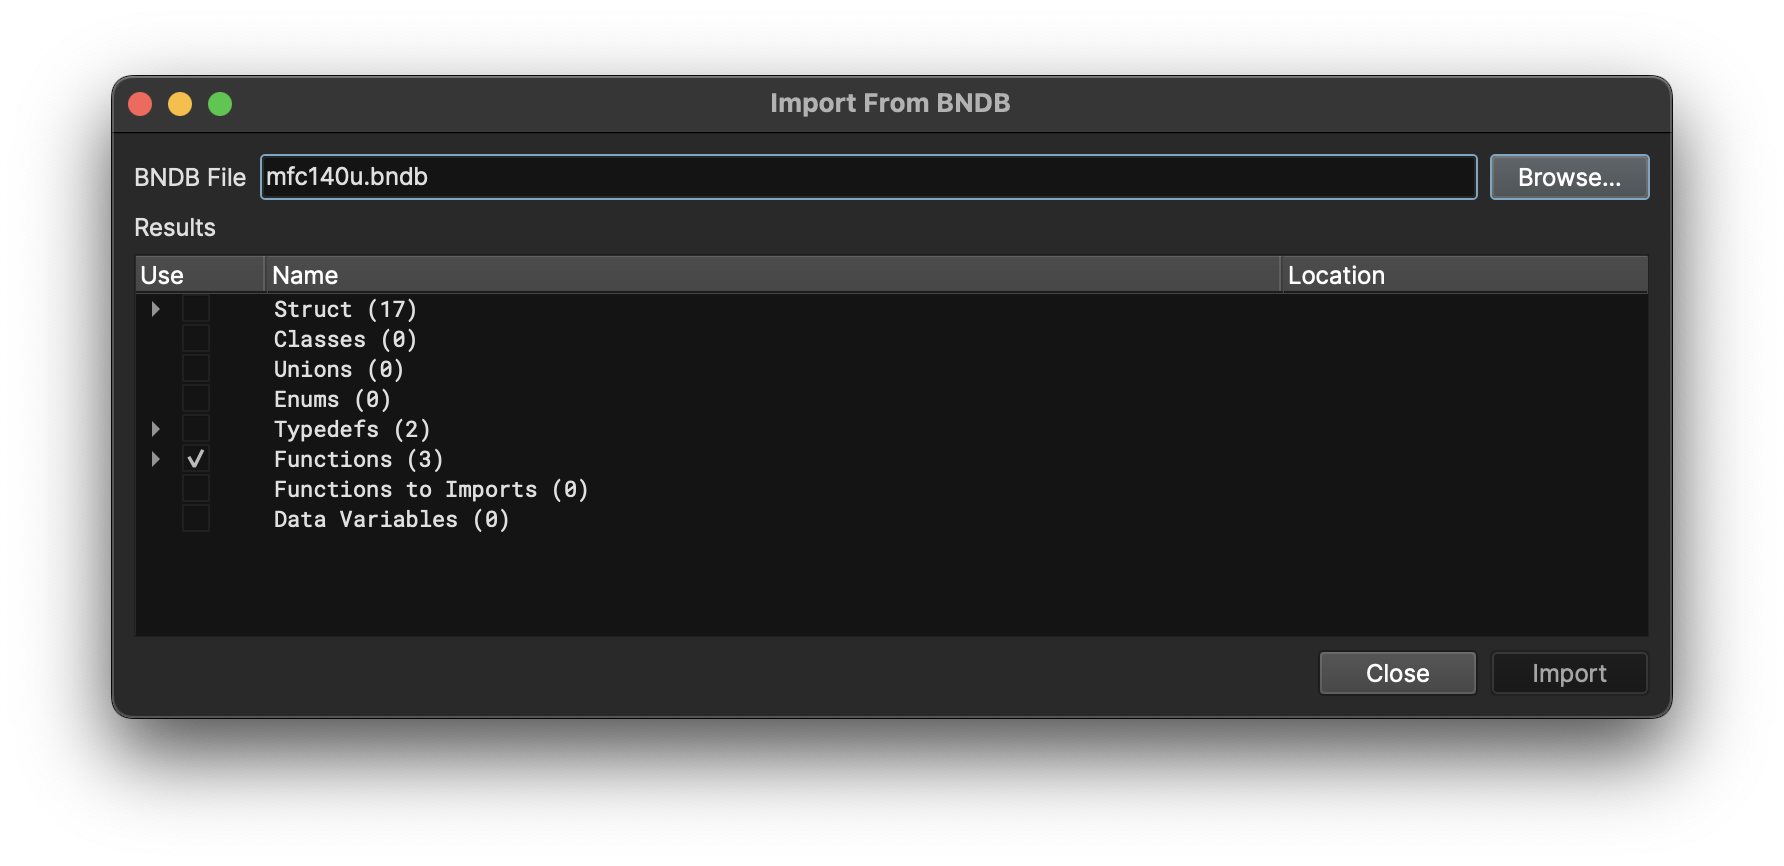 Import From BNDB
BNDB File mfc140u.bndb Browse...
Results
Use Name Location
Struct (17)
Classes (0)
Unions (0)
Enums (0)
Typedefs (2)
Functions (3)
Functions to Imports (0)
Data Variables (0)
Close Import